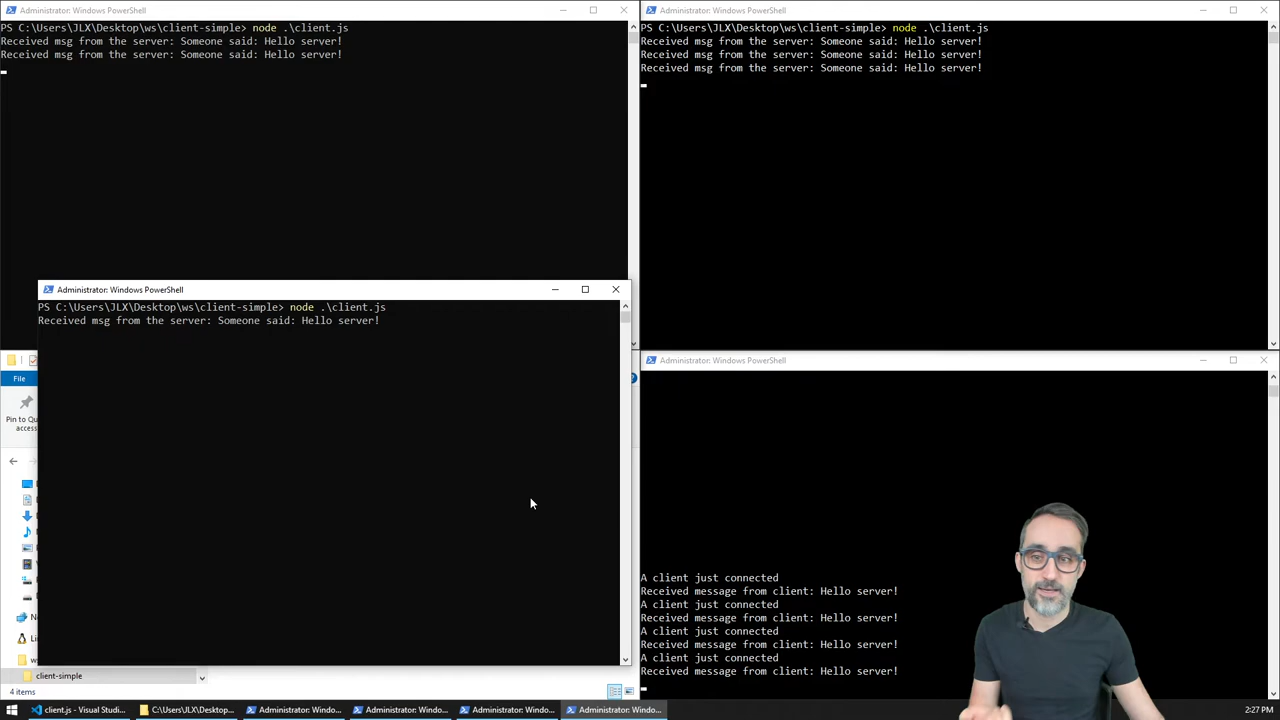 Administrator: Windows PowerShell
PS C:\Users\JLX\Desktop\ws\client-simple> node .\client.js
Received msg from the server: Someone said: Hello server!
Received msg from the server: Someone said: Hello server!
Administrator: Windows PowerShell
PS C:\Users\JLX\Desktop\ws\client-simple> node .\client.js
Received msg from the server: Someone said: Hello server!
Received msg from the server: Someone said: Hello server!
Received msg from the server: Someone said: Hello server!
Administrator: Windows PowerShell
PS C:\Users\JLX\Desktop\ws\client-simple> node .\client.js
Received msg from the server: Someone said: Hello server!
File
Pin to Qu
access
client-simple
4 items
Administrator: Windows PowerShell
A client just connected
Received message from client: Hello server!
A client just connected
Received message from client: Hello server!
A client just connected
Received message from client: Hello server!
A client just connected
Received message from client: Hello server!
client.js - Visual Studi...
C:\Users\JLX\Desktop...
Administrator: Windo...
Administrator: Windo...
Administrator: Windo...
Administrator: Windo...
2:27 PM